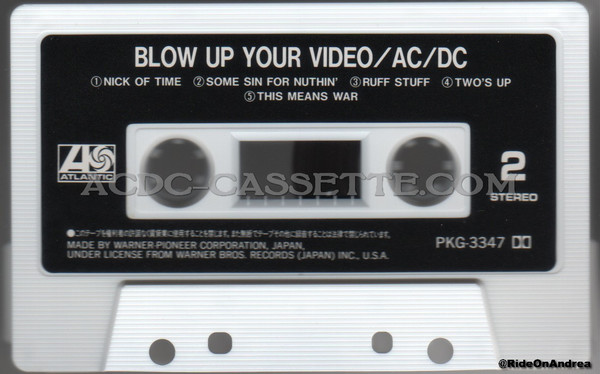 BLOW UP YOUR VIDEO/AC/DC
①NICK OF TIME ②SOME SIN FOR NUTHIN' ③RUFF STUFF ④TWO'S UP
⑤THIS MEANS WAR
ATLANTIC
ACDC-CASSETTE.COM
2
STEREO
MADE BY WARNER-PIONEER CORPORATION, JAPAN,
UNDER LICENSE FROM WARNER BROS. RECORDS (JAPAN) INC., U.S.A.
PKG-3347
@RideOnAndrea